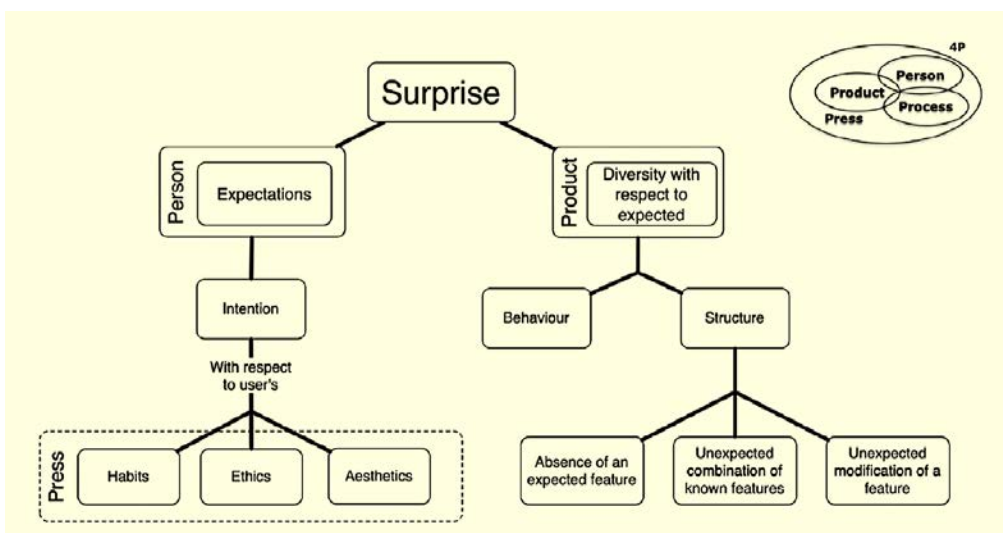 Surprise
4P
Person
Product
Process
Press
Person
Expectations
Product
Diversity with
respect to
expected
Intention
Behaviour
Structure
With respect
to user's
Press
Habits
Ethics
Aesthetics
Absence of an
expected feature
Unexpected
combination of
known features
Unexpected
modification of a
feature